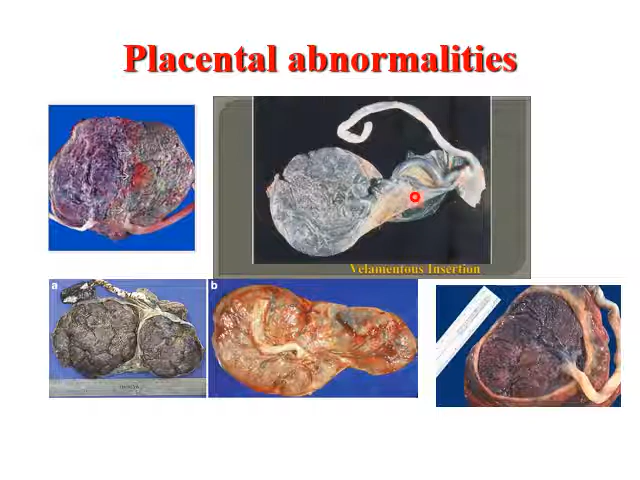 Placental abnormalities
Velamentous Insertion
a
b